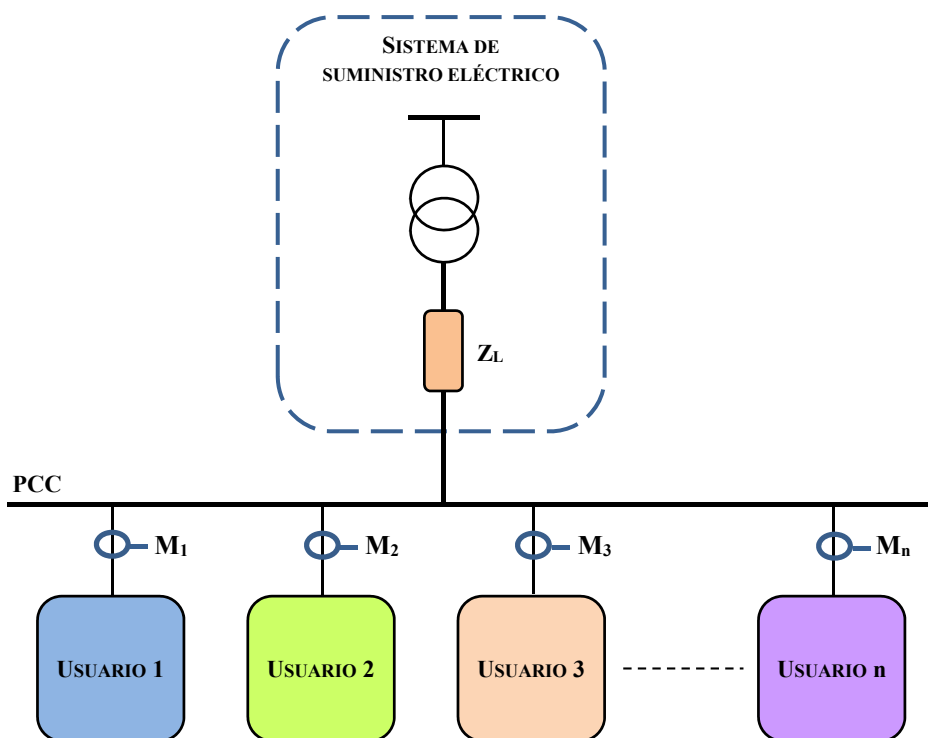 SISTEMA DE
SUMINISTRO ELÉCTRICO
ZL
PCC
M1
M2
M3
Mn
USUARIO 1
USUARIO 2
USUARIO 3
USUARIO n